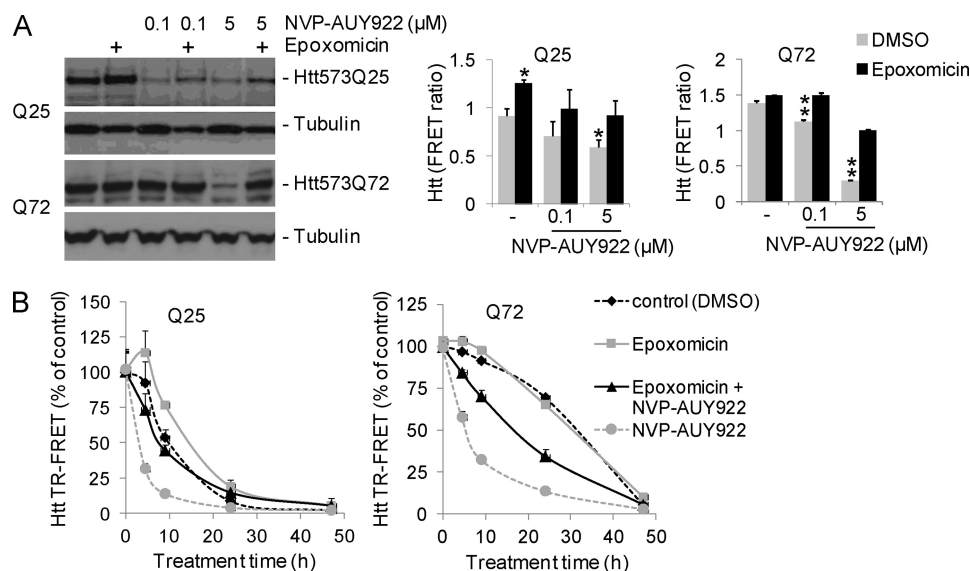 A
0.1 0.1 5 5 NVP-AUY922 (µM)
+ + + Epoxomicin
Q25
- Htt573Q25
- Tubulin
Q72
- Htt573Q72
- Tubulin
Q25
Htt (FRET ratio)
1.5
1
0.5
0
*
*
- 0.1 5
NVP-AUY922 (µM)
Q72
DMSO
Epoxomicin
Htt (FRET ratio)
2
1.5
1
0.5
0
**
**
- 0.1 5
NVP-AUY922 (µM)
B
Q25
Htt TR-FRET (% of control)
150
125
100
75
50
25
0
0 10 20 30 40 50
Treatment time (h)
Q72
Htt TR-FRET (% of control)
125
100
75
50
25
0
0 10 20 30 40 50
Treatment time (h)
control (DMSO)
Epoxomicin
Epoxomicin +
NVP-AUY922
NVP-AUY922